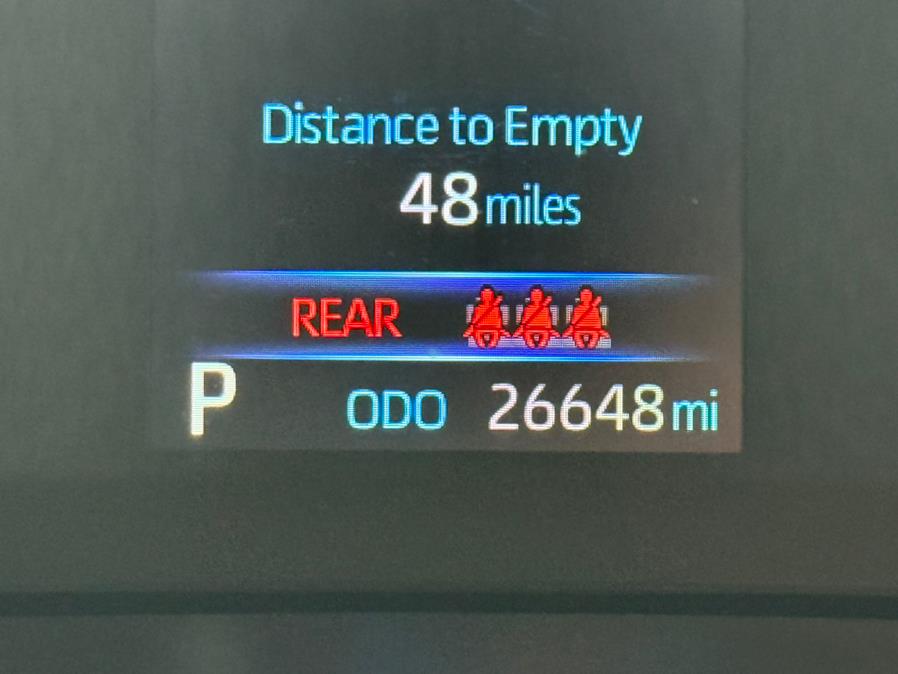 Distance to Empty
48 miles
REAR
P ODO 26648 mi